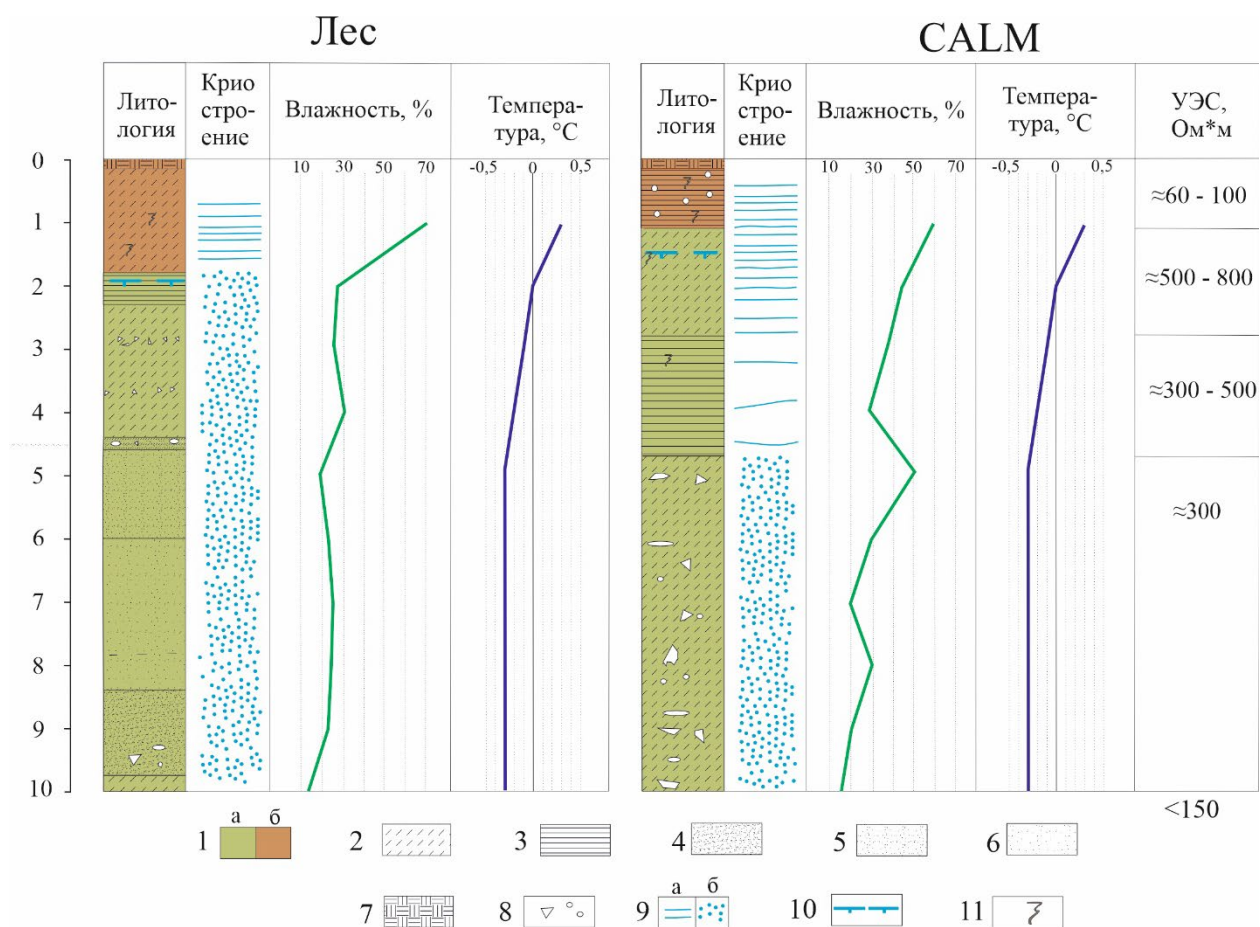 Лес
CALM
Лито-
логия
Крио
строе-
ение
Влажность, %
Темпера-
тура, °C
Лито-
логия
Крио
строе-
ение
Влажность, %
Темпера-
тура, °C
УЭС,
Ом*м
0
10 30 50 70
-0,5 0 0,5
10 30 50 70
-0,5 0 0,5
≈60 - 100
1
≈500 - 800
2
3
≈300 - 500
4
5
≈300
6
7
8
9
10
<150
а б
1 2 3 4 5 6
а б
7 8 9 10 11